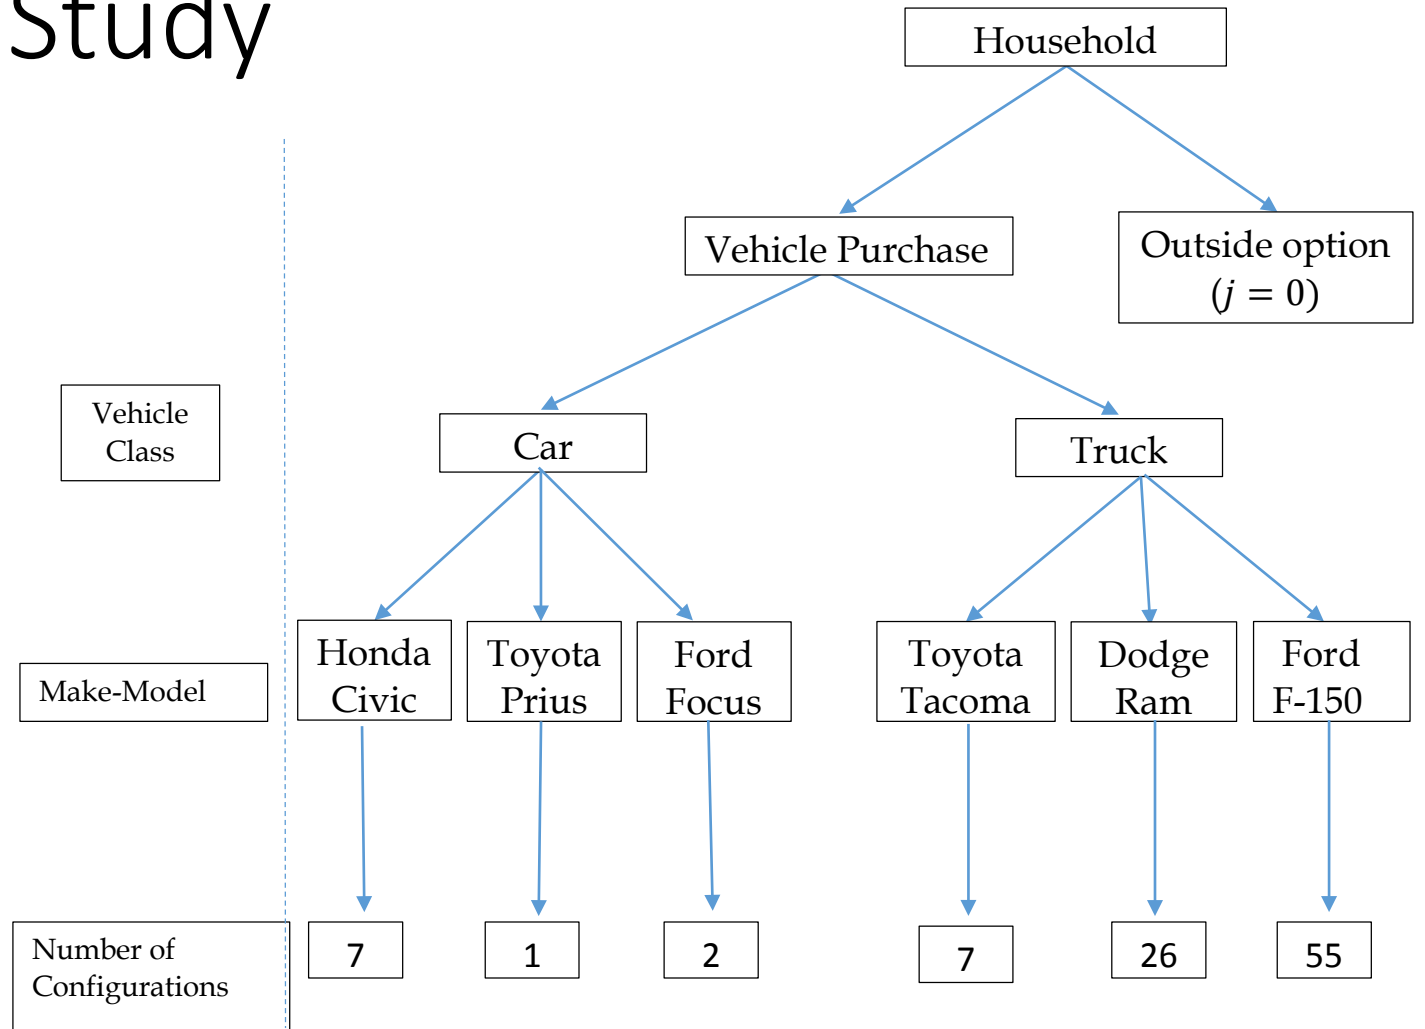 Study
Household
Vehicle Purchase
Outside option
(j = 0)
Vehicle
Class
Car
Truck
Make-Model
Honda
Civic
Toyota
Prius
Ford
Focus
Toyota
Tacoma
Dodge
Ram
Ford
F-150
Number of
Configurations
7
1
2
7
26
55